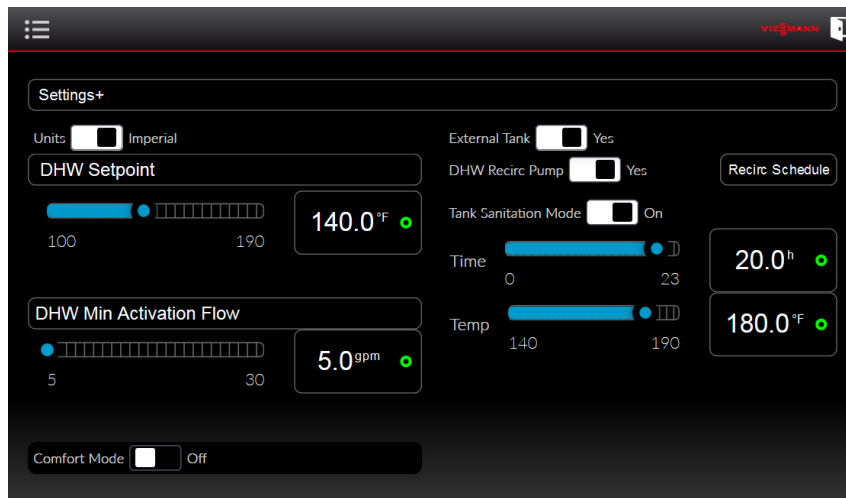 VIESMANN
Settings+
Units Imperial
External Tank Yes
DHW Setpoint
DHW Recirc Pump Yes
Recirc Schedule
140.0°F
100 190
Tank Sanitation Mode On
Time
0 23
20.0h
DHW Min Activation Flow
5.0gpm
5 30
Temp
140 190
180.0°F
Comfort Mode Off